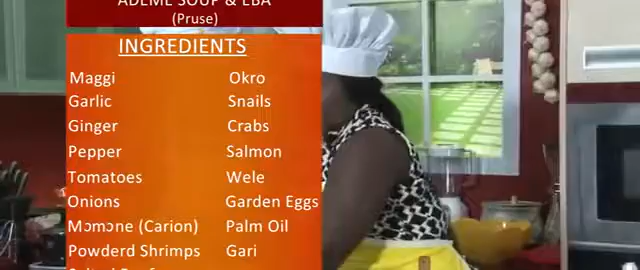 ADEME SOUP & EBA
(Pruse)
INGREDIENTS
Maggi Okro
Garlic Snails
Ginger Crabs
Pepper Salmon
Tomatoes Wele
Onions Garden Eggs
Mɔmɔne (Carion) Palm Oil
Powderd Shrimps Gari